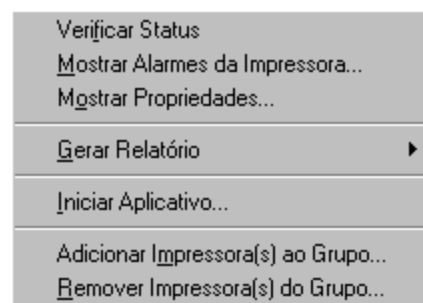 Verificar Status
Mostrar Alarmes da Impressora...
Mostrar Propriedades...
Gerar Relatório
Iniciar Aplicativo...
Adicionar Impressora(s) ao Grupo...
Remover Impressora(s) do Grupo...